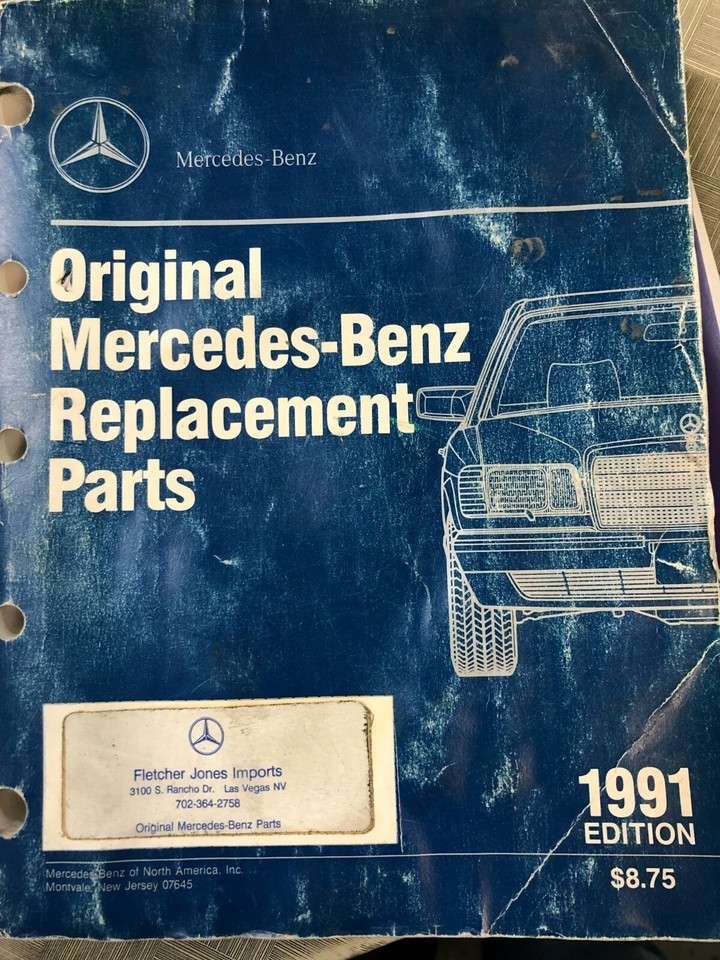 Mercedes-Benz
Original
Mercedes-Benz
Replacement
Parts
Fletcher Jones Imports
3100 S. Rancho Dr. Las Vegas NV
702-364-2758
Original Mercedes-Benz Parts
1991
EDITION
Mercedes-Benz of North America, Inc.
Montvale, New Jersey 07645
$8.75